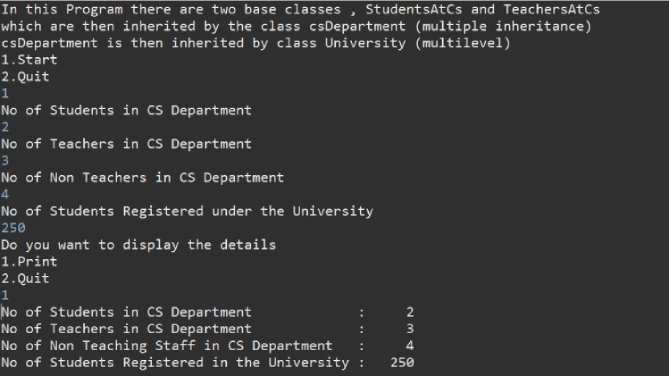 In this Program there are two base classes , StudentsAtCs and TeachersAtCs
which are then inherited by the class csDepartment (multiple inheritance)
csDepartment is then inherited by class University (multilevel)
1.Start
2.Quit
1
No of Students in CS Department
2
No of Teachers in CS Department
3
No of Non Teachers in CS Department
4
No of Students Registered under the University
250
Do you want to display the details
1.Print
2.Quit
1
No of Students in CS Department : 2
No of Teachers in CS Department : 3
No of Non Teaching Staff in CS Department : 4
No of Students Registered in the University : 250